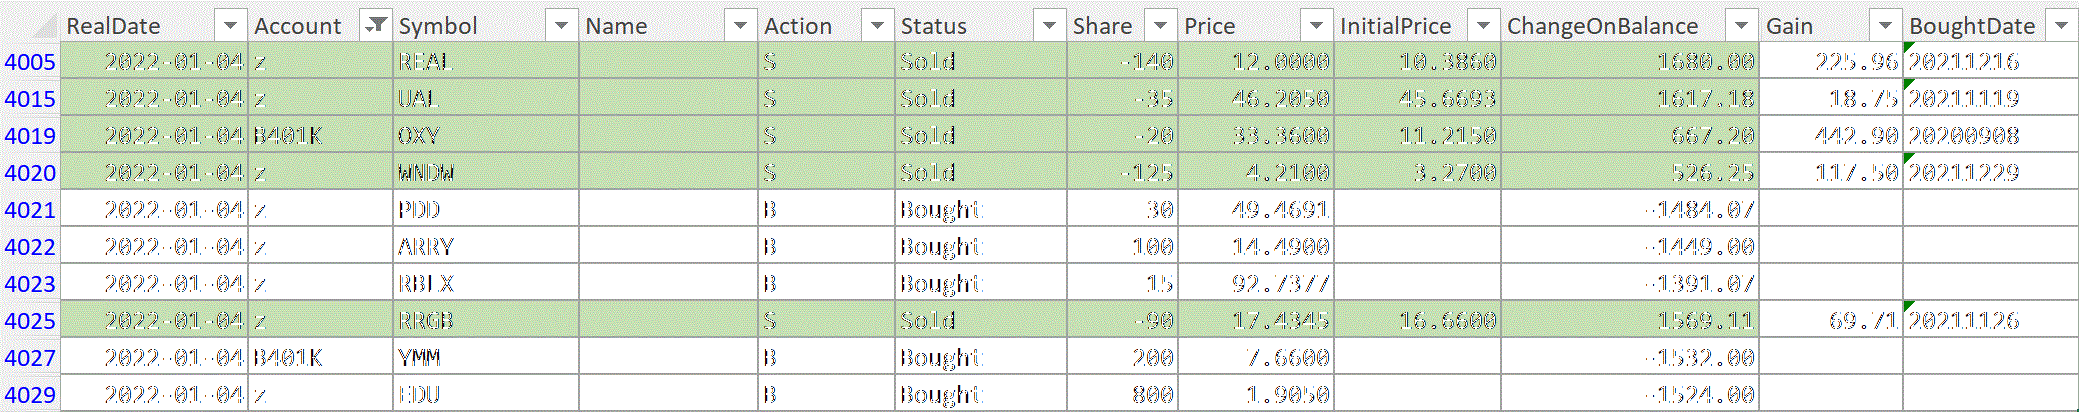 RealDate Account Symbol Name Action Status Share Price InitialPrice ChangeOnBalance Gain BoughtDate
4005 2022-01-04 z REAL S Sold -140 12.0000 10.3860 1680.00 225.96 20211216
4015 2022-01-04 z UAL S Sold -35 46.2050 45.6693 1617.18 18.75 20211119
4019 2022-01-04 B401K OXY S Sold -20 33.3600 11.2150 667.20 442.90 20200908
4020 2022-01-04 z WNDW S Sold -125 4.2100 3.2700 526.25 117.50 20211229
4021 2022-01-04 z PDD B Bought 30 49.4691 -1484.07
4022 2022-01-04 z ARRY B Bought 100 14.4900 -1449.00
4023 2022-01-04 z RBLX B Bought 15 92.7377 -1391.07
4025 2022-01-04 z RRGB S Sold -90 17.4345 16.6600 1569.11 69.71 20211126
4027 2022-01-04 B401K YMM B Bought 200 7.6600 -1532.00
4029 2022-01-04 z EDU B Bought 800 1.9050 -1524.00